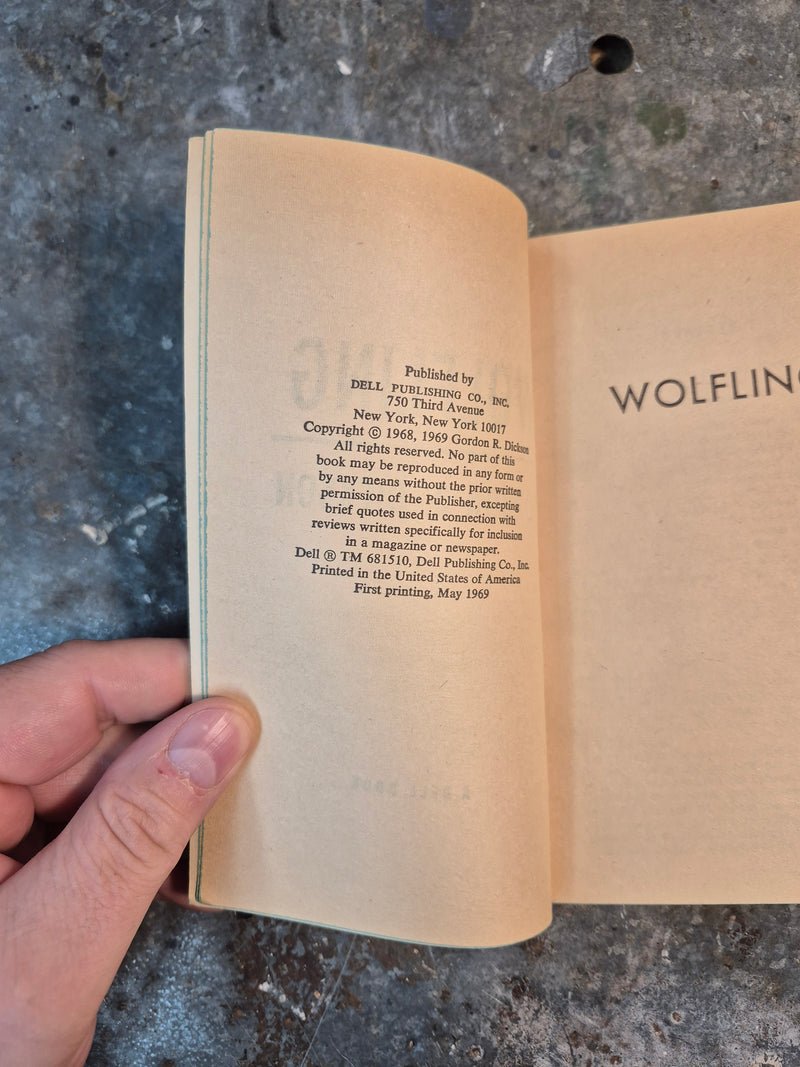 Published by
DELL PUBLISHING CO., INC.
750 Third Avenue
New York, New York 10017
Copyright © 1968, 1969 Gordon R. Dickson
All rights reserved. No part of this
book may be reproduced in any form or
by any means without the prior written
permission of the Publisher, excepting
brief quotes used in connection with
reviews written specifically for inclusion
in a magazine or newspaper.
Dell ® TM 681510, Dell Publishing Co., Inc.
Printed in the United States of America
First printing, May 1969
WOLFLING